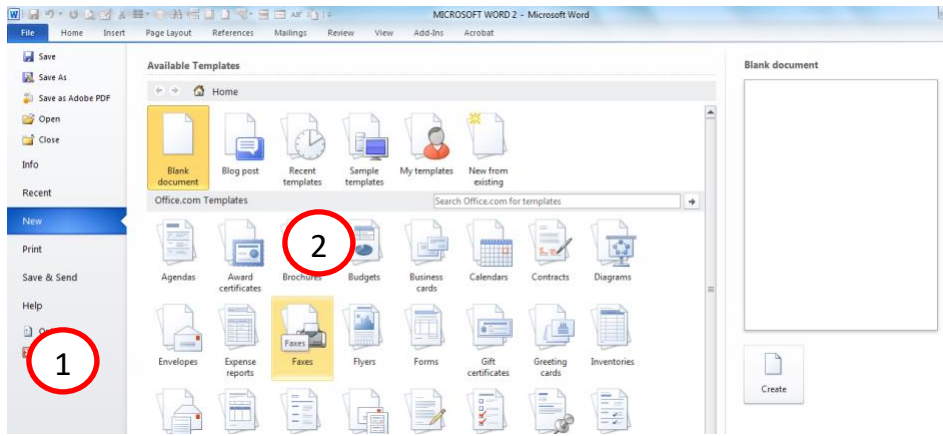 MICROSOFT WORD 2 - Microsoft Word
File Home Insert Page Layout References Mailings Review View Add-Ins Acrobat
Save
Save As
Save as Adobe PDF
Open
Close
Info
Recent
New
Print
Save & Send
Help
1
Available Templates
Home
Blank document
Blog post
Recent templates
Sample templates
My templates
New from existing
Office.com Templates
Search Office.com for templates
2
Agendas
Award certificates
Brochures
Budgets
Business cards
Calendars
Contracts
Diagrams
Faxes
Envelopes
Expense reports
Faxes
Flyers
Forms
Gift certificates
Greeting cards
Inventories
Blank document
Create